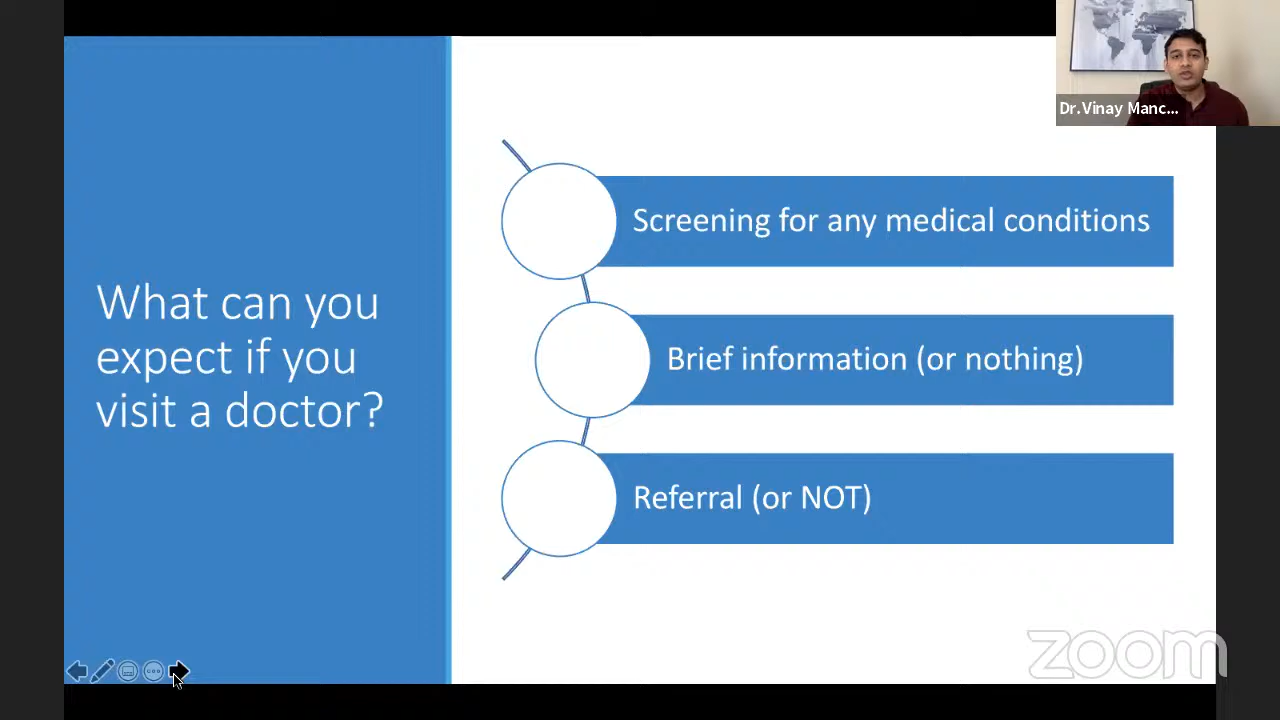 Dr.Vinay Manc...
What can you
expect if you
visit a doctor?
Screening for any medical conditions
Brief information (or nothing)
Referral (or NOT)
zoom